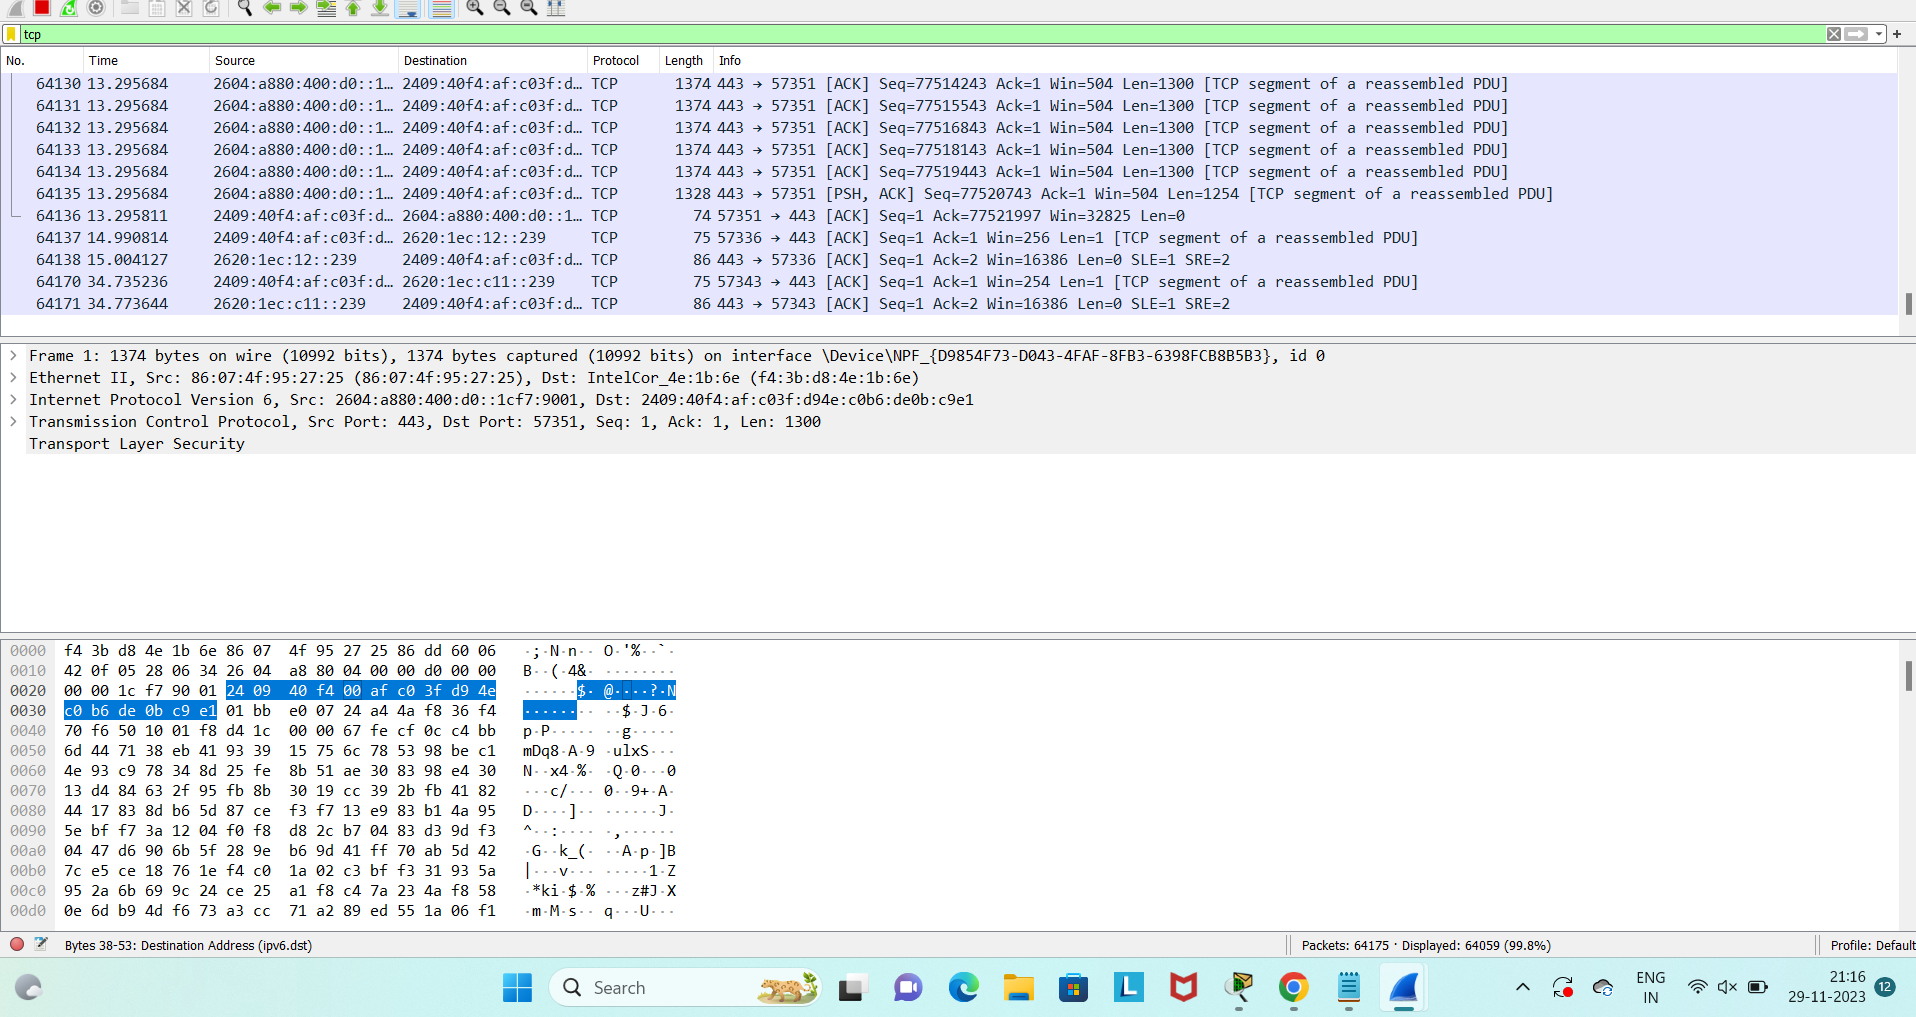 tcp
No. Time Source Destination Protocol Length Info
64130 13.295684 2604:a880:400:d0::1… 2409:40f4:af:c03f:d… TCP 1374 443 → 57351 [ACK] Seq=77514243 Ack=1 Win=504 Len=1300 [TCP segment of a reassembled PDU]
64131 13.295684 2604:a880:400:d0::1… 2409:40f4:af:c03f:d… TCP 1374 443 → 57351 [ACK] Seq=77515543 Ack=1 Win=504 Len=1300 [TCP segment of a reassembled PDU]
64132 13.295684 2604:a880:400:d0::1… 2409:40f4:af:c03f:d… TCP 1374 443 → 57351 [ACK] Seq=77516843 Ack=1 Win=504 Len=1300 [TCP segment of a reassembled PDU]
64133 13.295684 2604:a880:400:d0::1… 2409:40f4:af:c03f:d… TCP 1374 443 → 57351 [ACK] Seq=77518143 Ack=1 Win=504 Len=1300 [TCP segment of a reassembled PDU]
64134 13.295684 2604:a880:400:d0::1… 2409:40f4:af:c03f:d… TCP 1374 443 → 57351 [ACK] Seq=77519443 Ack=1 Win=504 Len=1300 [TCP segment of a reassembled PDU]
64135 13.295684 2604:a880:400:d0::1… 2409:40f4:af:c03f:d… TCP 1328 443 → 57351 [PSH, ACK] Seq=77520743 Ack=1 Win=504 Len=1254 [TCP segment of a reassembled PDU]
64136 13.295811 2409:40f4:af:c03f:d… 2604:a880:400:d0::1… TCP 74 57351 → 443 [ACK] Seq=1 Ack=77521997 Win=32825 Len=0
64137 14.990814 2409:40f4:af:c03f:d… 2620:1ec:12::239 TCP 75 57336 → 443 [ACK] Seq=1 Ack=1 Win=256 Len=1 [TCP segment of a reassembled PDU]
64138 15.004127 2620:1ec:12::239 2409:40f4:af:c03f:d… TCP 86 443 → 57336 [ACK] Seq=1 Ack=2 Win=16386 Len=0 SLE=1 SRE=2
64170 34.735236 2409:40f4:af:c03f:d… 2620:1ec:c11::239 TCP 75 57343 → 443 [ACK] Seq=1 Ack=1 Win=254 Len=1 [TCP segment of a reassembled PDU]
64171 34.773644 2620:1ec:c11::239 2409:40f4:af:c03f:d… TCP 86 443 → 57343 [ACK] Seq=1 Ack=2 Win=16386 Len=0 SLE=1 SRE=2
Frame 1: 1374 bytes on wire (10992 bits), 1374 bytes captured (10992 bits) on interface \Device\NPF_{D9854F73-D043-4FAF-8FB3-6398FCB8B5B3}, id 0
Ethernet II, Src: 86:07:4f:95:27:25 (86:07:4f:95:27:25), Dst: IntelCor_4e:1b:6e (f4:3b:d8:4e:1b:6e)
Internet Protocol Version 6, Src: 2604:a880:400:d0::1cf7:9001, Dst: 2409:40f4:af:c03f:d94e:c0b6:de0b:c9e1
Transmission Control Protocol, Src Port: 443, Dst Port: 57351, Seq: 1, Ack: 1, Len: 1300
Transport Layer Security
0000 f4 3b d8 4e 1b 6e 86 07 4f 95 27 25 86 dd 60 06 ·;·N·n·· O·'%··`·
0010 42 0f 05 28 06 34 26 04 a8 80 04 00 00 d0 00 00 B··(·4&· ········
0020 00 00 1c f7 90 01 24 09 40 f4 00 af c0 3f d9 4e ······$· @····?·N
0030 c0 b6 de 0b c9 e1 01 bb e0 07 24 a4 4a f8 36 f4 ········ ··$·J·6·
0040 70 f6 50 10 01 f8 d4 1c 00 00 67 fe cf 0c c4 bb p·P····· ··g·····
0050 6d 44 71 38 eb 41 93 39 15 75 6c 78 53 98 be c1 mDq8·A·9 ·ulxS···
0060 4e 93 c9 78 34 8d 25 fe 8b 51 ae 30 83 98 e4 30 N··x4·%· ·Q·0···0
0070 13 d4 84 63 2f 95 fb 8b 30 19 cc 39 2b fb 41 82 ···c/··· 0··9+·A·
0080 44 17 83 8d b6 5d 87 ce f3 f7 13 e9 83 b1 4a 95 D····]·· ······J·
0090 5e bf f7 3a 12 04 f0 f8 d8 2c b7 04 83 d3 9d f3 ^··:···· ·,······
00a0 04 47 d6 90 6b 5f 28 9e b6 9d 41 ff 70 ab 5d 42 ·G··k_(· ··A·p·]B
00b0 7c e5 ce 18 76 1e f4 c0 1a 02 c3 bf f3 31 93 5a |···v··· ·····1·Z
00c0 95 2a 6b 69 9c 24 ce 25 a1 f8 c4 7a 23 4a f8 58 ·*ki·$·% ···z#J·X
00d0 0e 6d b9 4d f6 73 a3 cc 71 a2 89 ed 55 1a 06 f1 ·m·M·s·· q···U···
Bytes 38-53: Destination Address (ipv6.dst) Packets: 64175 · Displayed: 64059 (99.8%) Profile: Default
Search
ENG
IN
21:16
29-11-2023
12